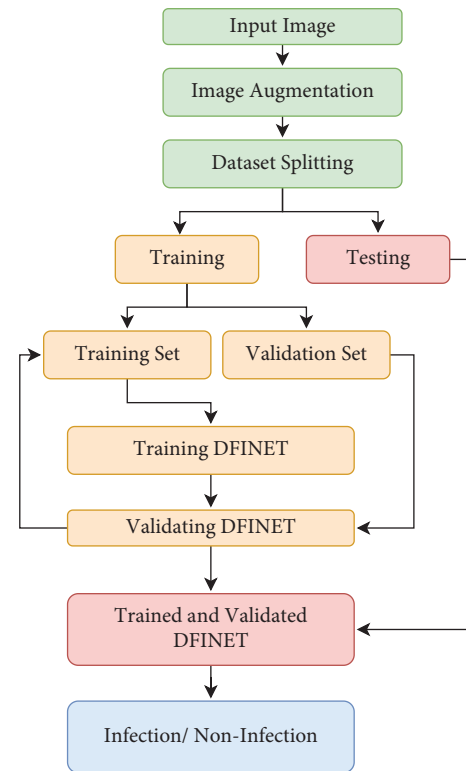 Input Image
Image Augmentation
Dataset Splitting
Training
Testing
Training Set
Validation Set
Training DFINET
Validating DFINET
Trained and Validated
DFINET
Infection/ Non-Infection